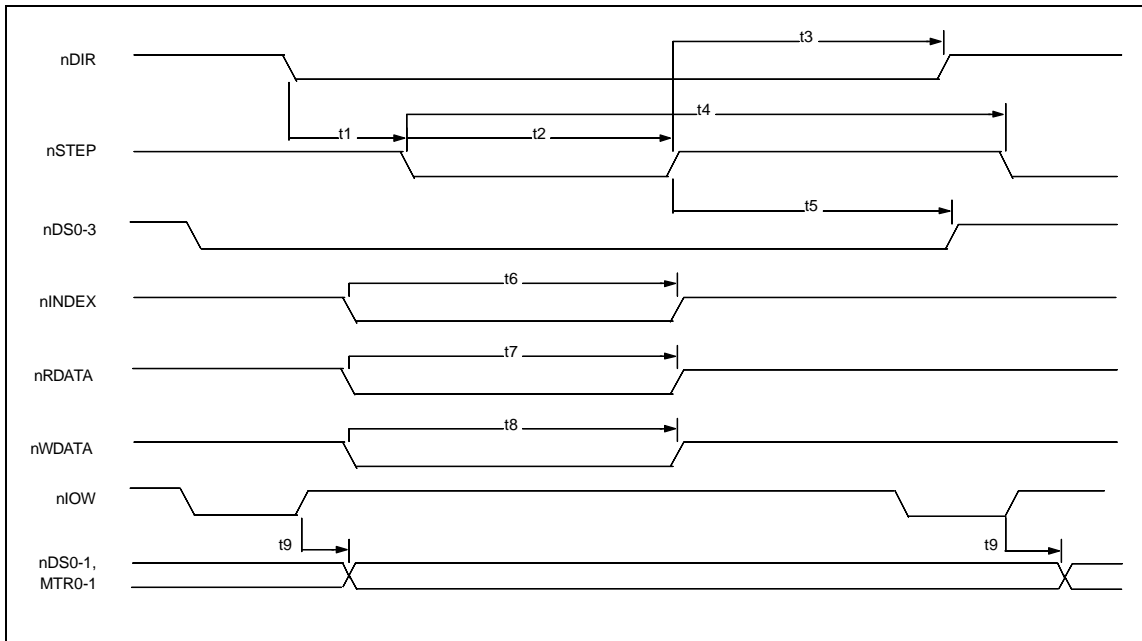 t3
nDIR
t4
t1
t2
nSTEP
t5
nDS0-3
t6
nINDEX
t7
nRDATA
t8
nWDATA
nIOW
t9
t9
nDS0-1,
MTR0-1